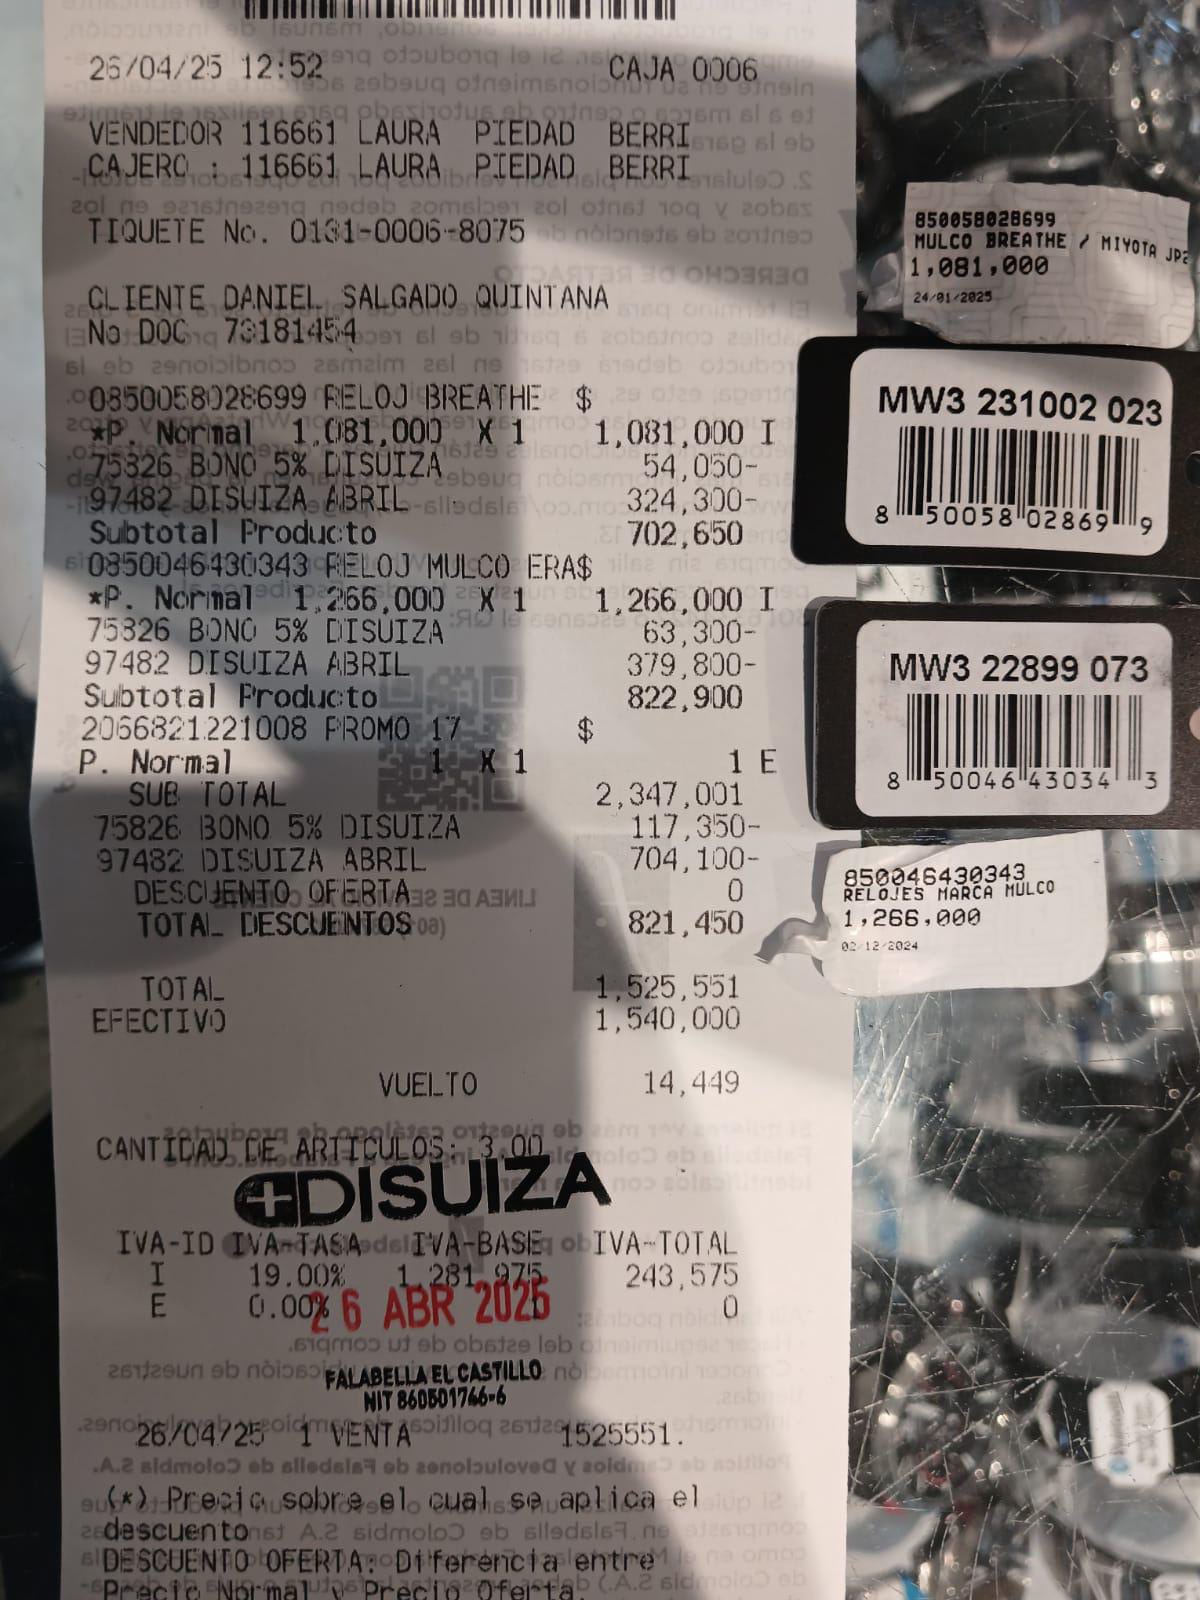 26/04/25 12:52 CAJA 0006
VENDEDOR 116661 LAURA PIEDAD BERRI
CAJERO : 116661 LAURA PIEDAD BERRI
TIQUETE No. 0131-0006-8075
CLIENTE DANIEL SALGADO QUINTANA
No DOC 73181454
0850058028699 RELOJ BREATHE $
*P. Normal 1,081,000 X 1 1,081,000 I
75826 BONO 5% DISUIZA 54,050-
97482 DISUIZA ABRIL 324,300-
Subtotal Producto 702,650
0850046430343 RELOJ MULCO ERA$
*P. Normal 1,266,000 X 1 1,266,000 I
75826 BONO 5% DISUIZA 63,300-
97482 DISUIZA ABRIL 379,800-
Subtotal Producto 822,900
2066821221008 PROMO 17 $
P. Normal 1 X 1 1 E
SUB TOTAL 2,347,001
75826 BONO 5% DISUIZA 117,350-
97482 DISUIZA ABRIL 704,100-
DESCUENTO OFERTA 0
TOTAL DESCUENTOS 821,450
TOTAL 1,525,551
EFECTIVO 1,540,000
VUELTO 14,449
CANTIDAD DE ARTICULOS: 3.00
DISUIZA
IVA-ID IVA-TASA IVA-BASE IVA-TOTAL
I 19.00% 1,281,975 243,575
E 0.00% 0
26 ABR 2025
FALABELLA EL CASTILLO
NIT 860501746-6
26/04/25 1 VENTA 1525551.
(*) Precio sobre el cual se aplica el
descuento
DESCUENTO OFERTA: Diferencia entre
Precio Normal y Precio Oferta.
850058028699
MULCO BREATHE / MIYOTA JP2
1,081,000
24/01/2025
MW3 231002 023
8 50058 02869 9
MW3 22899 073
8 50046 43034 3
850046430343
RELOJES MARCA MULCO
1,266,000
02/12/2024